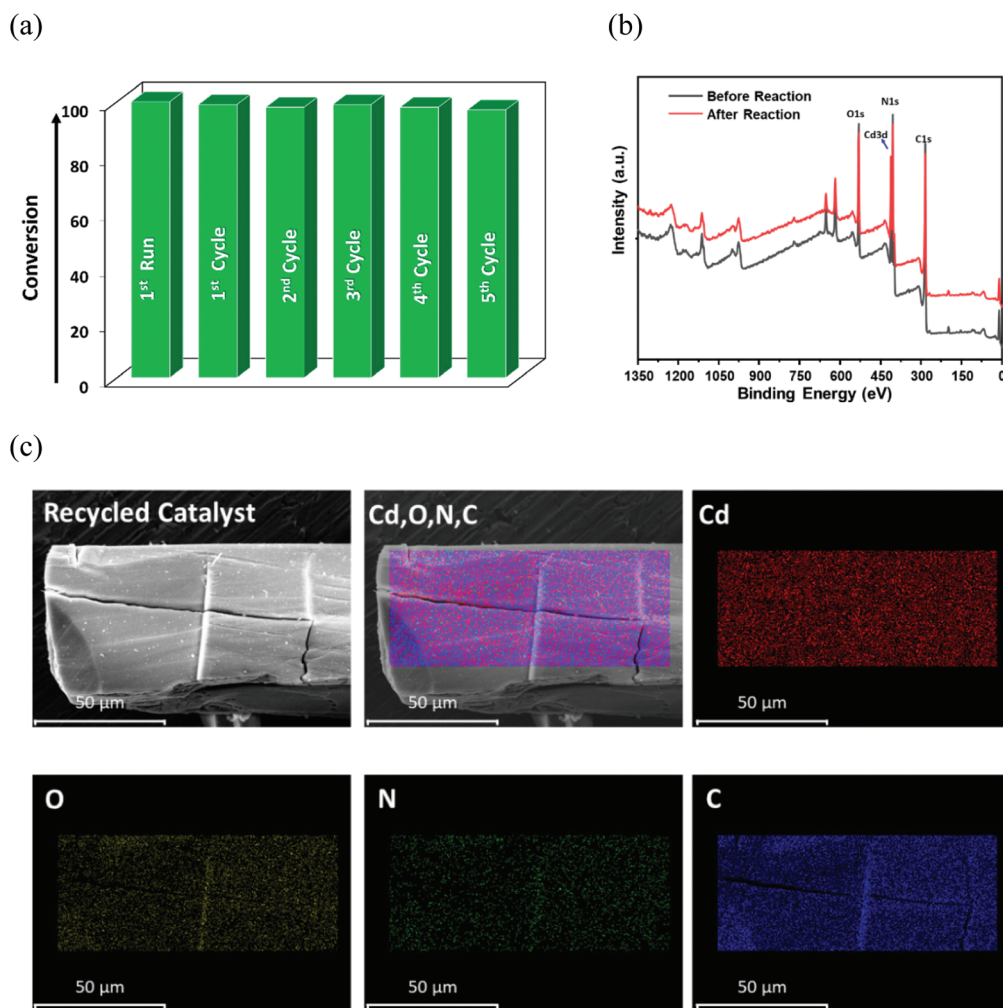 (a)
(b)
Conversion
100
80
60
40
20
0
1st Run
1st Cycle
2nd Cycle
3rd Cycle
4th Cycle
5th Cycle
Intensity (a.u.)
Before Reaction
After Reaction
O1s
Cd3d
N1s
C1s
1350 1200 1050 900 750 600 450 300 150 0
Binding Energy (eV)
(c)
Recycled Catalyst
50 μm
Cd,O,N,C
50 μm
Cd
50 μm
O
50 μm
N
50 μm
C
50 μm